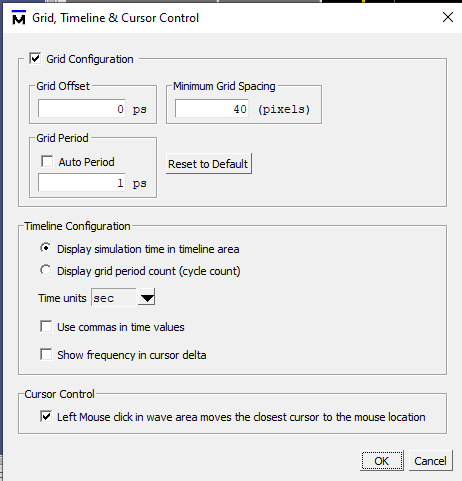 M Grid, Timeline & Cursor Control
Grid Configuration
Grid Offset
0 ps
Minimum Grid Spacing
40 (pixels)
Grid Period
Auto Period
1 ps
Reset to Default
Timeline Configuration
Display simulation time in timeline area
Display grid period count (cycle count)
Time units sec
Use commas in time values
Show frequency in cursor delta
Cursor Control
Left Mouse click in wave area moves the closest cursor to the mouse location
OK Cancel